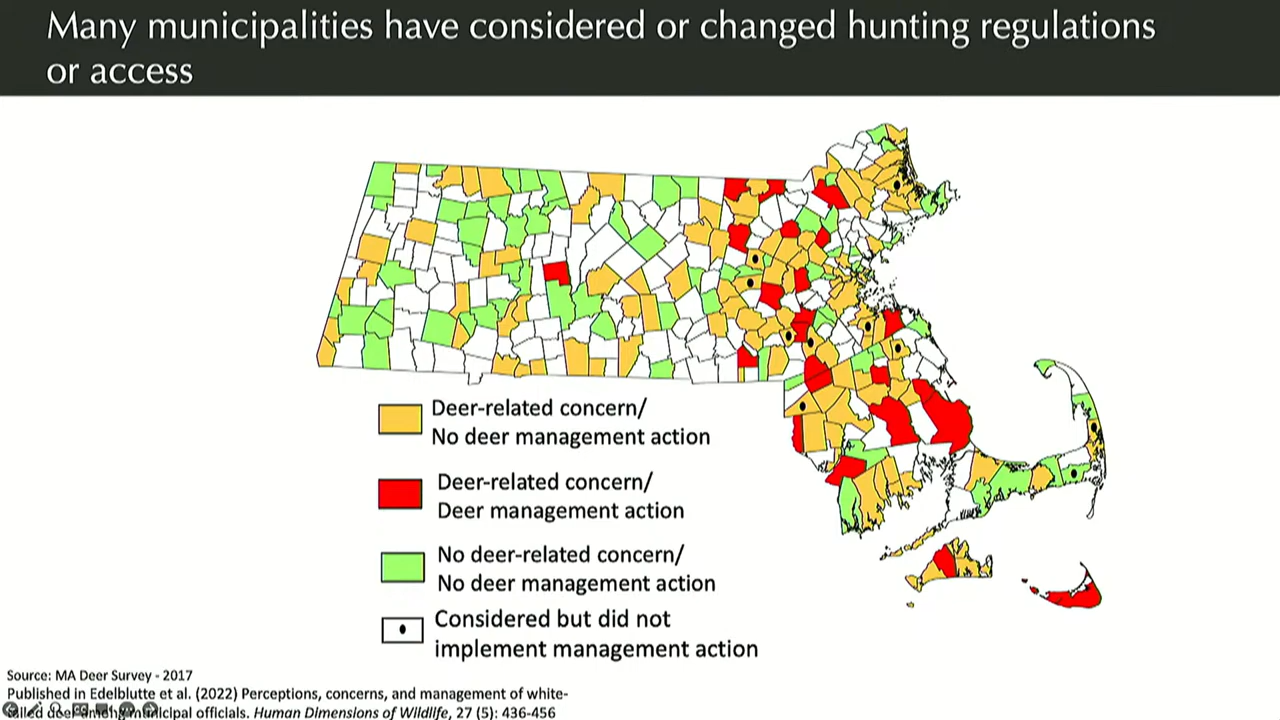 Many municipalities have considered or changed hunting regulations
or access
Deer-related concern/
No deer management action
Deer-related concern/
Deer management action
No deer-related concern/
No deer management action
Considered but did not
implement management action
Source: MA Deer Survey - 2017
Published in Edelblutte et al. (2022) Perceptions, concerns, and management of white-
tailed deer among municipal officials. Human Dimensions of Wildlife, 27 (5): 436-456